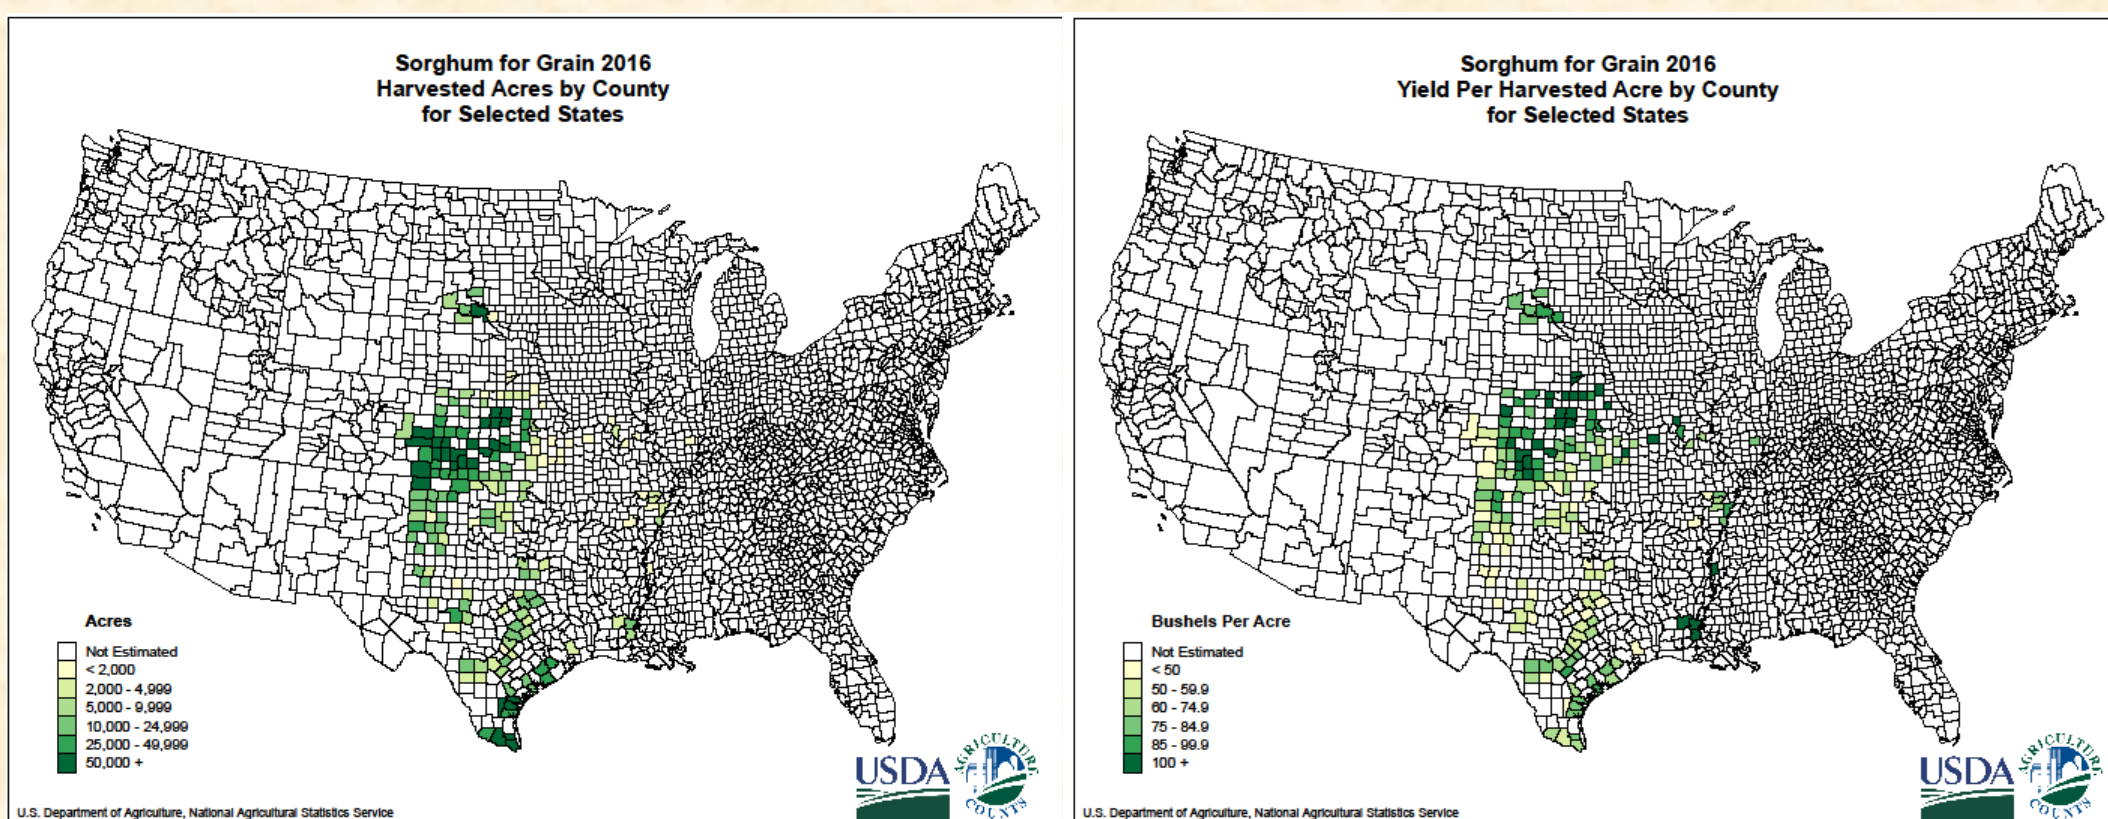 Sorghum for Grain 2016
Harvested Acres by County
for Selected States
Acres
Not Estimated
< 2,000
2,000 - 4,999
5,000 - 9,999
10,000 - 24,999
25,000 - 49,999
50,000 +
USDA
AGRICULTURE
COUNTS
U.S. Department of Agriculture, National Agricultural Statistics Service
Sorghum for Grain 2016
Yield Per Harvested Acre by County
for Selected States
Bushels Per Acre
Not Estimated
< 50
50 - 59.9
60 - 74.9
75 - 84.9
85 - 99.9
100 +
USDA
AGRICULTURE
COUNTS
U.S. Department of Agriculture, National Agricultural Statistics Service